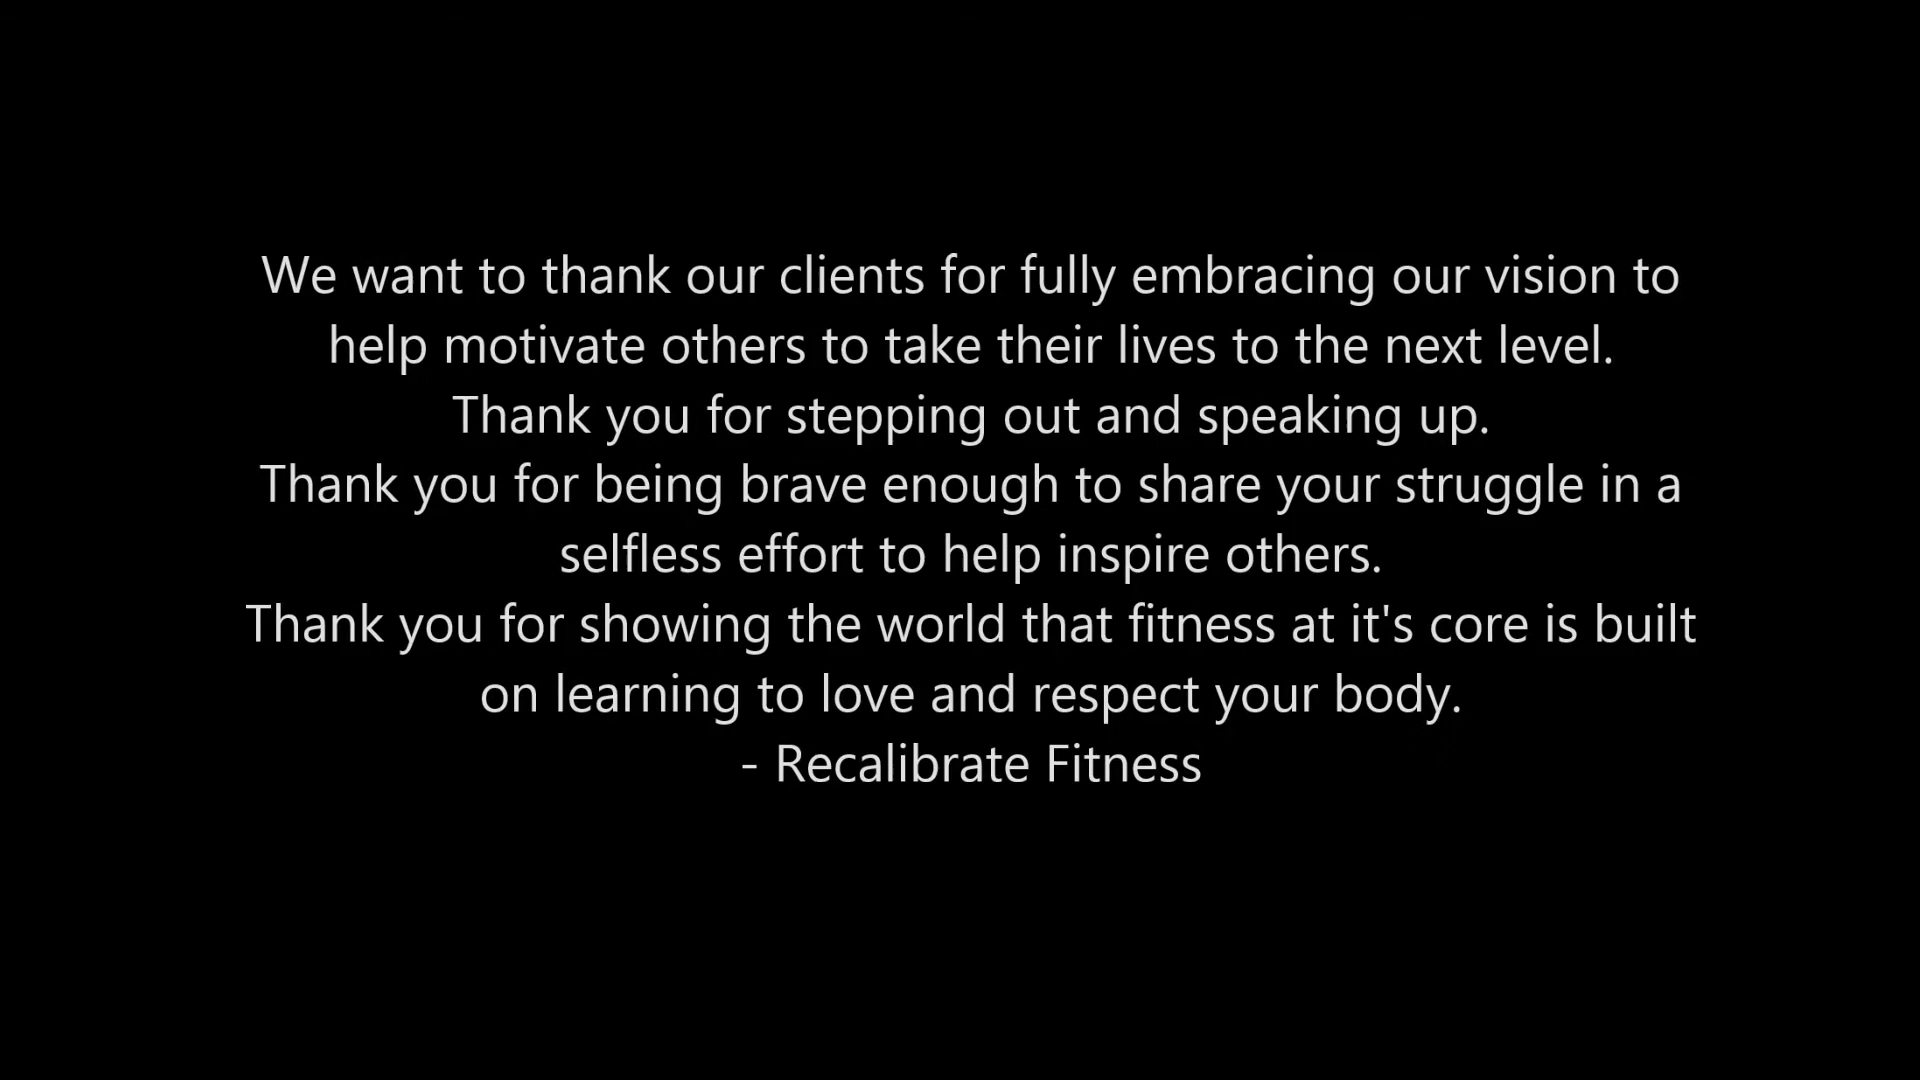 We want to thank our clients for fully embracing our vision to
help motivate others to take their lives to the next level.
Thank you for stepping out and speaking up.
Thank you for being brave enough to share your struggle in a
selfless effort to help inspire others.
Thank you for showing the world that fitness at it's core is built
on learning to love and respect your body.
- Recalibrate Fitness